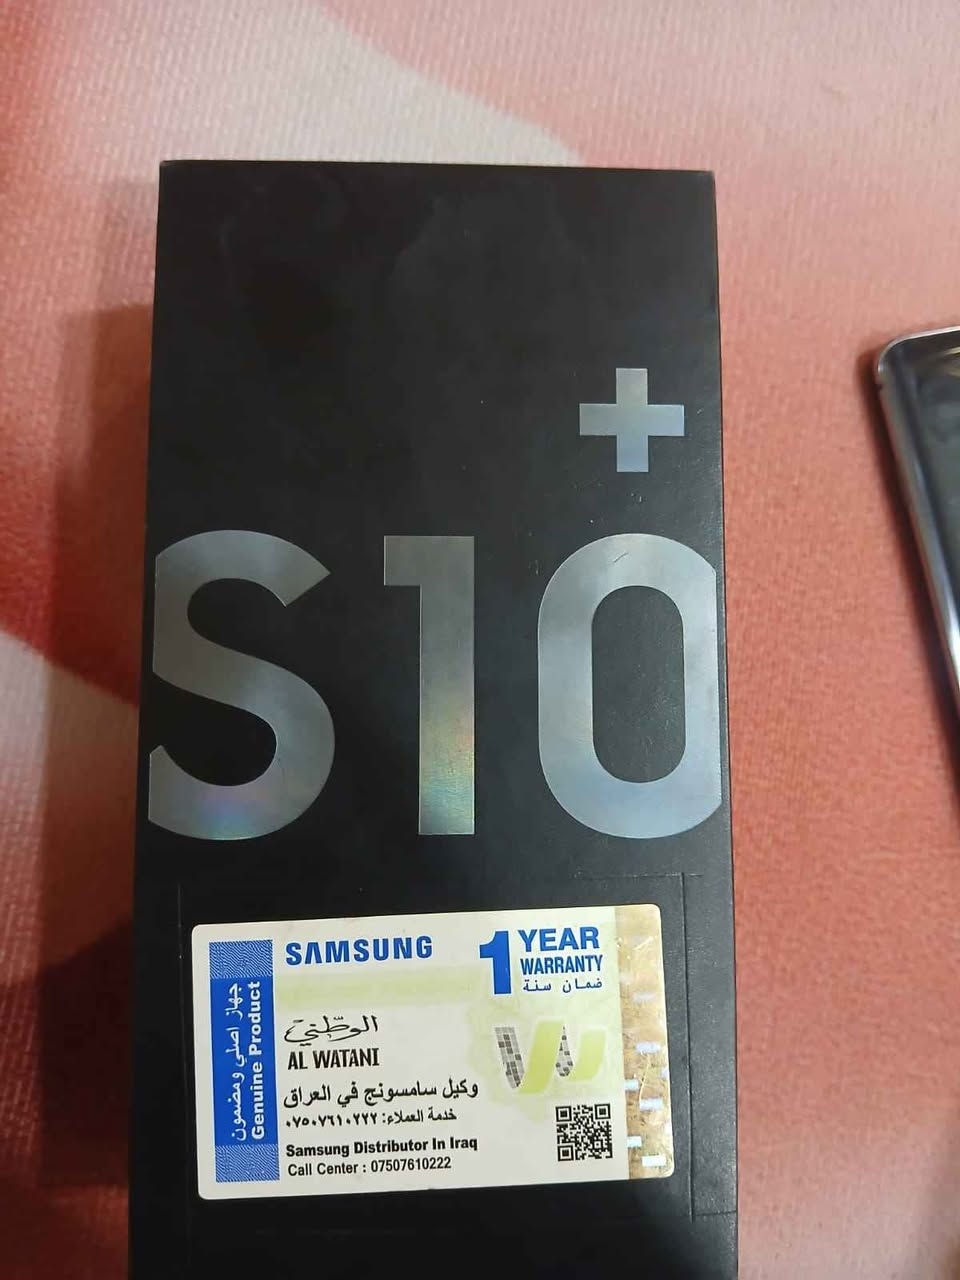 +
S10
SAMSUNG
1 YEAR
WARRANTY
ضمان سنة
جهاز اصلي ومضمون
Genuine Product
الوطني
AL WATANI
وكيل سامسونج في العراق
خدمة العملاء: ٠٧٥٠٧٦١٠٢٢٢
Samsung Distributor In Iraq
Call Center : 07507610222